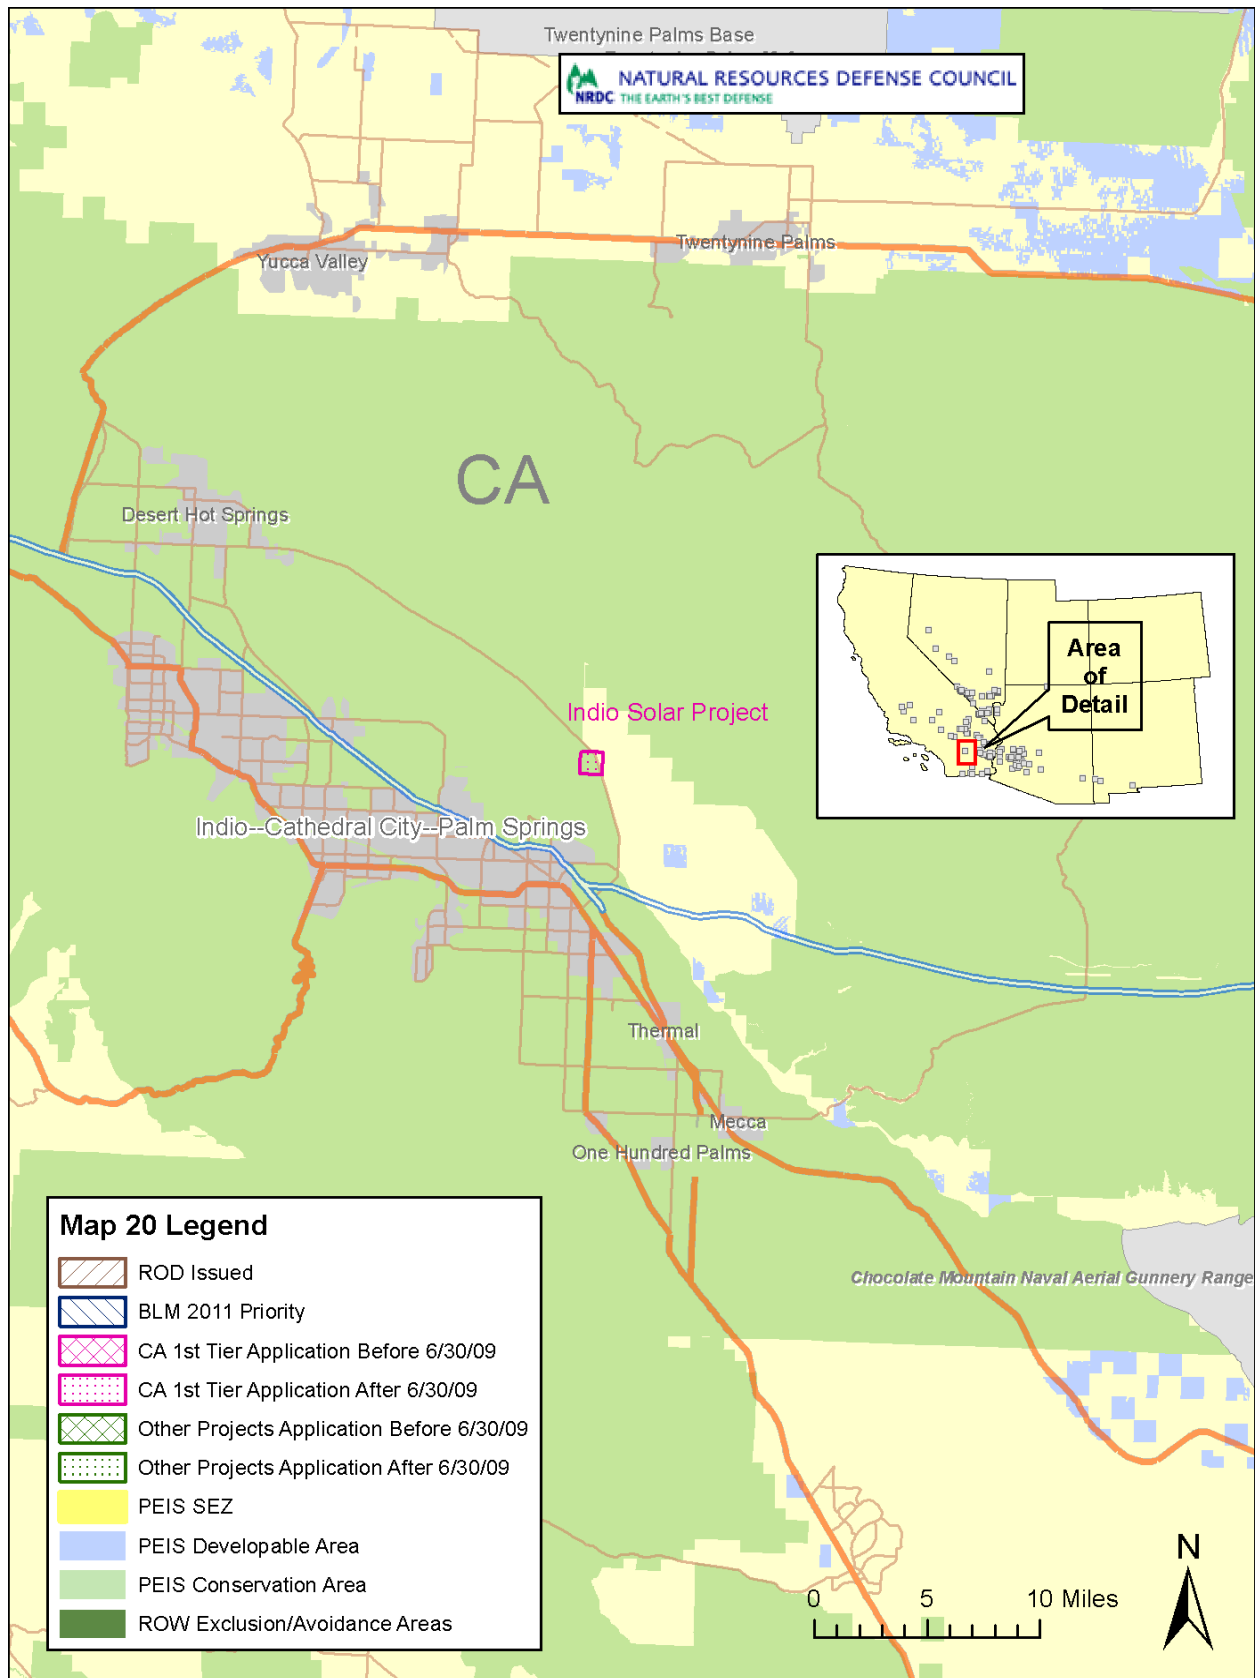 Twentynine Palms Base
NATURAL RESOURCES DEFENSE COUNCIL
NRDC THE EARTH'S BEST DEFENSE
Twentynine Palms
Yucca Valley
CA
Desert Hot Springs
Area
of
Detail
Indio Solar Project
Indio--Cathedral City--Palm Springs
Thermal
Mecca
One Hundred Palms
Chocolate Mountain Naval Aerial Gunnery Range
Map 20 Legend
ROD Issued
BLM 2011 Priority
CA 1st Tier Application Before 6/30/09
CA 1st Tier Application After 6/30/09
Other Projects Application Before 6/30/09
Other Projects Application After 6/30/09
PEIS SEZ
PEIS Developable Area
PEIS Conservation Area
ROW Exclusion/Avoidance Areas
N
0 5 10 Miles